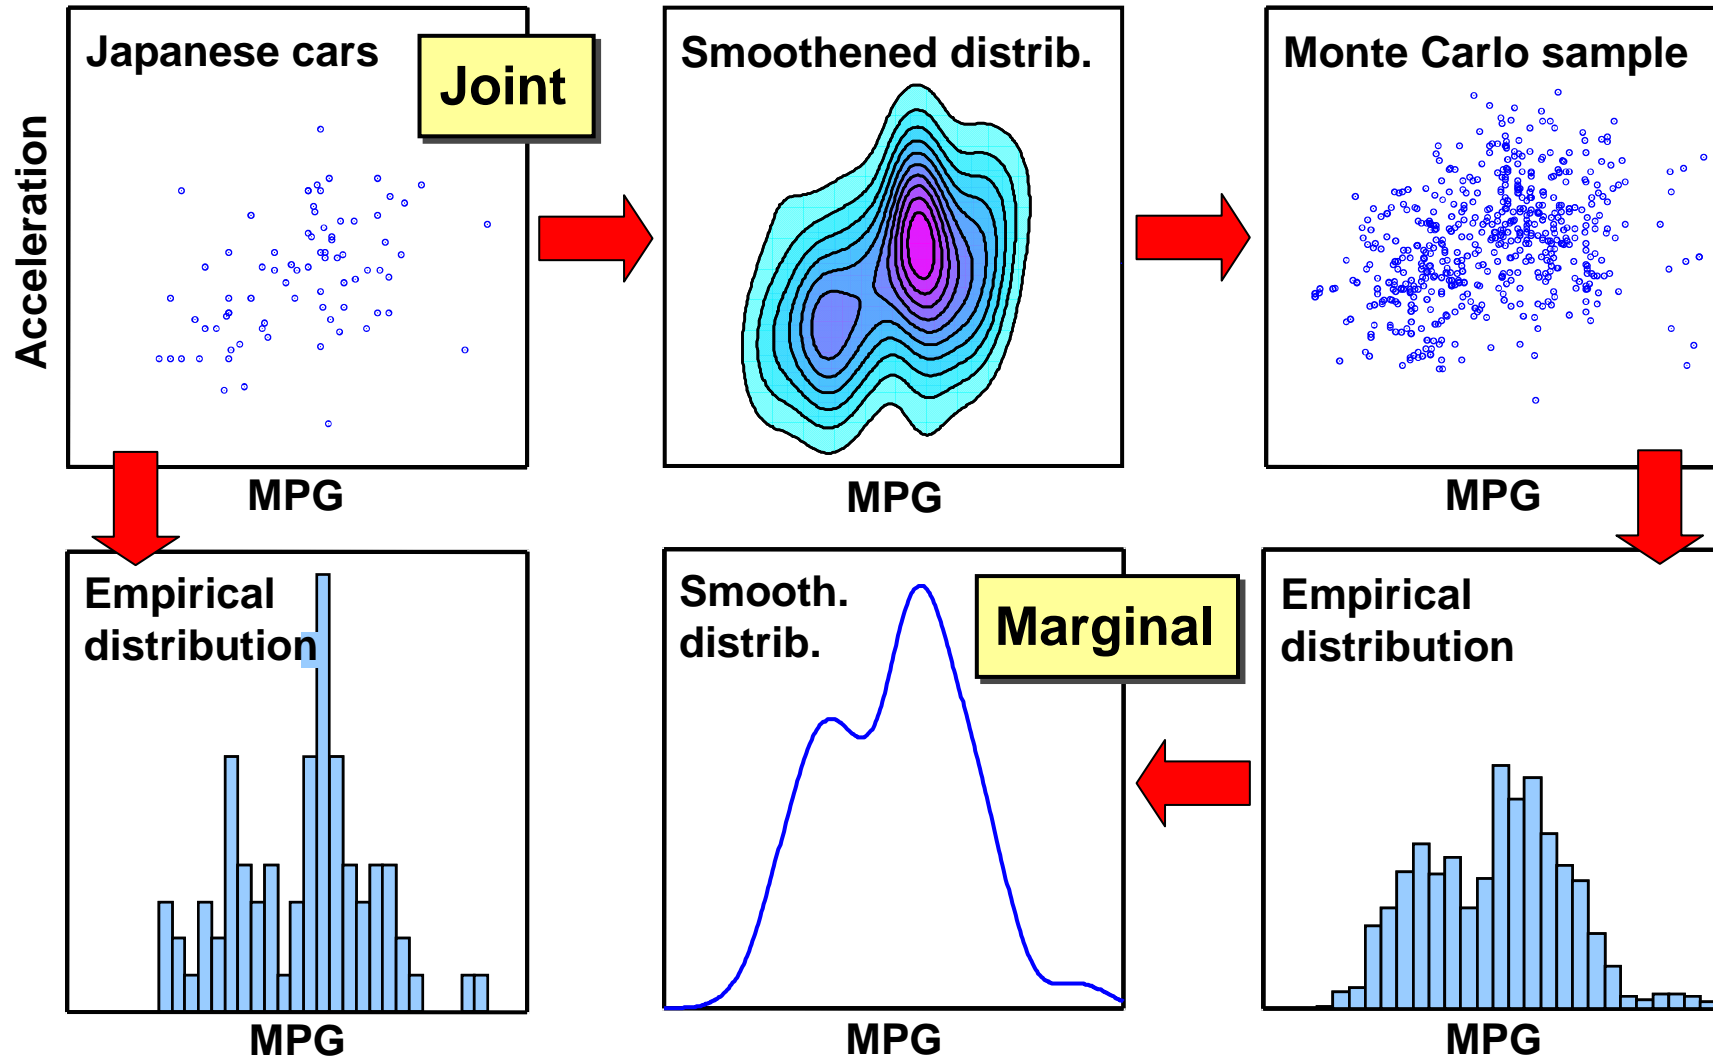 Japanese cars
Joint
Smoothened distrib.
Monte Carlo sample
Acceleration
MPG
MPG
MPG
Empirical
distribution
Smooth.
distrib.
Marginal
Empirical
distribution
MPG
MPG
MPG